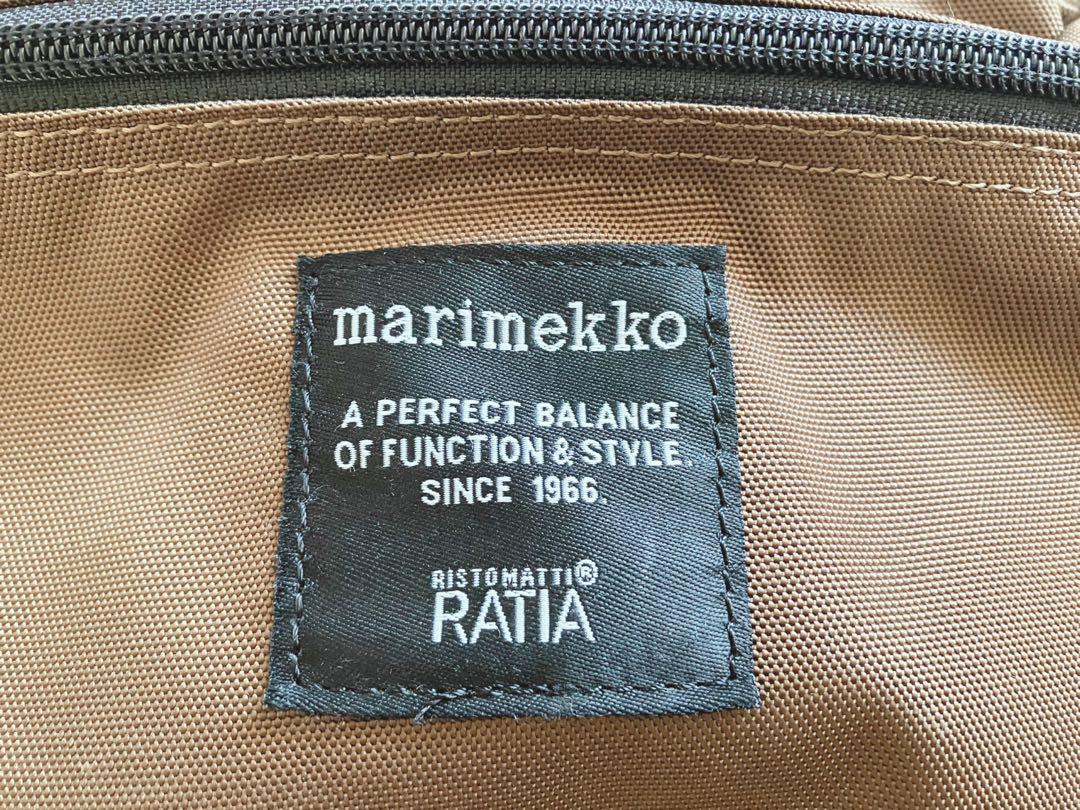 marimekko
A PERFECT BALANCE
OF FUNCTION & STYLE.
SINCE 1966.
RISTOMATTI®
RATIA